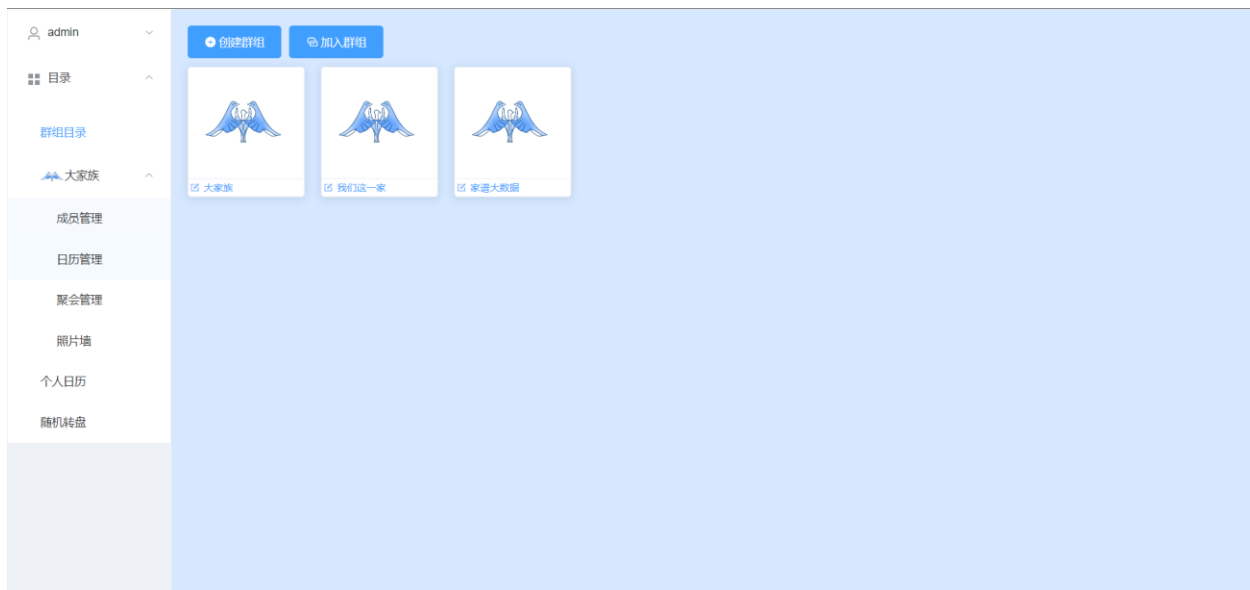 admin
目录
群组目录
大家族
成员管理
日历管理
聚会管理
照片墙
个人日历
随机转盘
创建群组
加入群组
大家族
我们这一家
家谱大数据